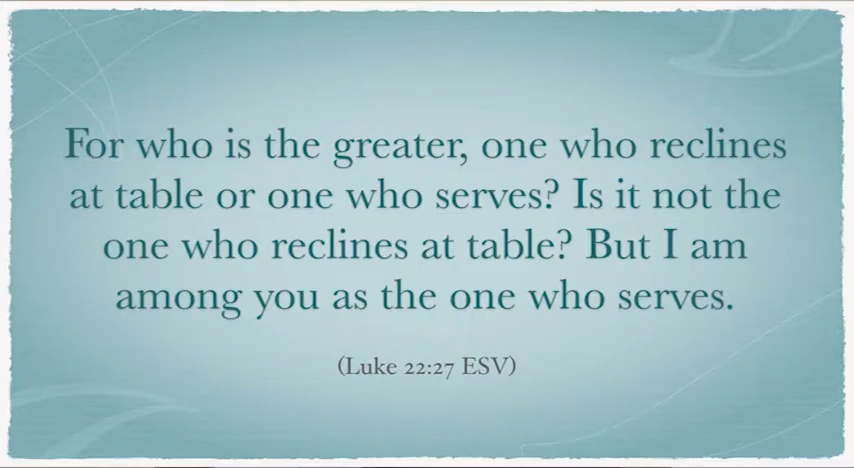 For who is the greater, one who reclines
at table or one who serves? Is it not the
one who reclines at table? But I am
among you as the one who serves.
(Luke 22:27 ESV)